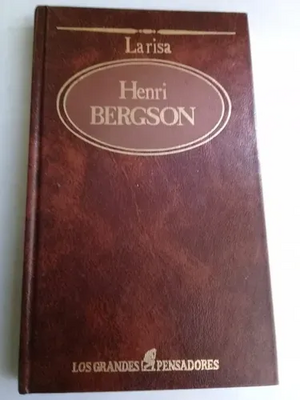 La risa
Henri
BERGSON
LOS GRANDES PENSADORES